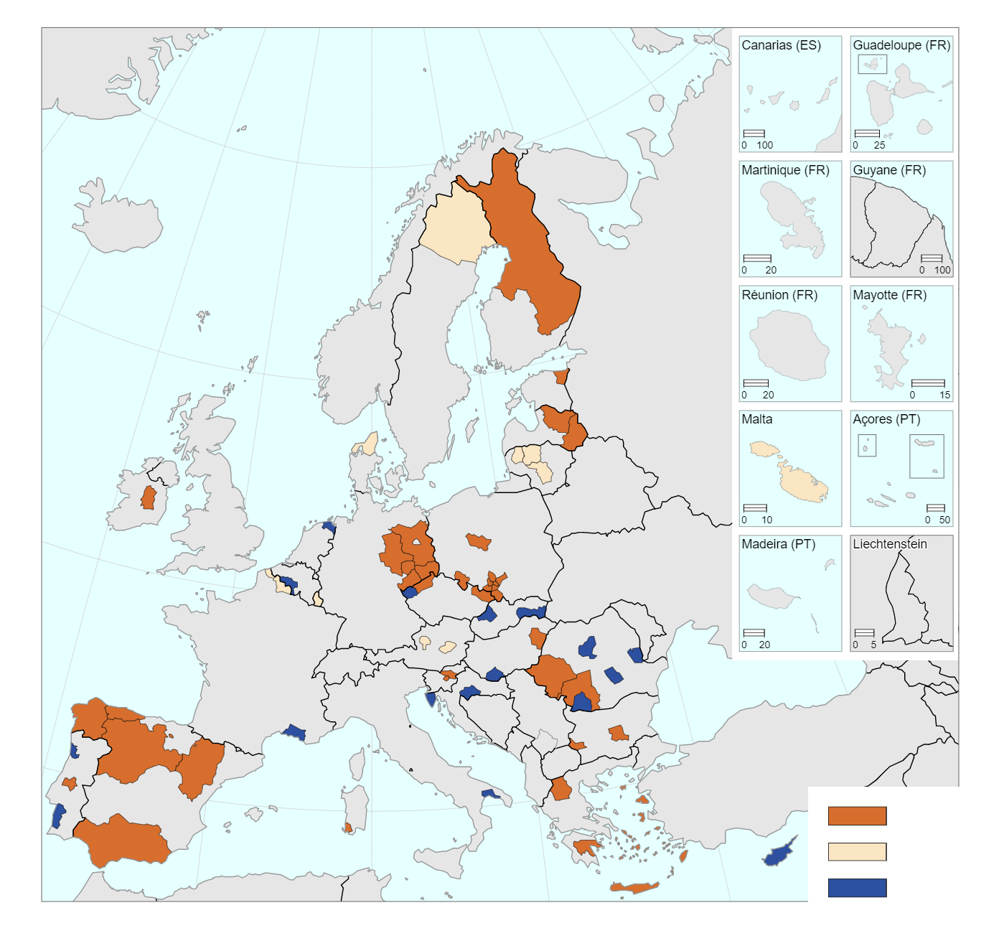 Canarias (ES)
0 100
Guadeloupe (FR)
0 25
Martinique (FR)
0 20
Guyane (FR)
0 100
Réunion (FR)
0 20
Mayotte (FR)
0 15
Malta
0 10
Açores (PT)
0 50
Madeira (PT)
0 20
Liechtenstein
0 5